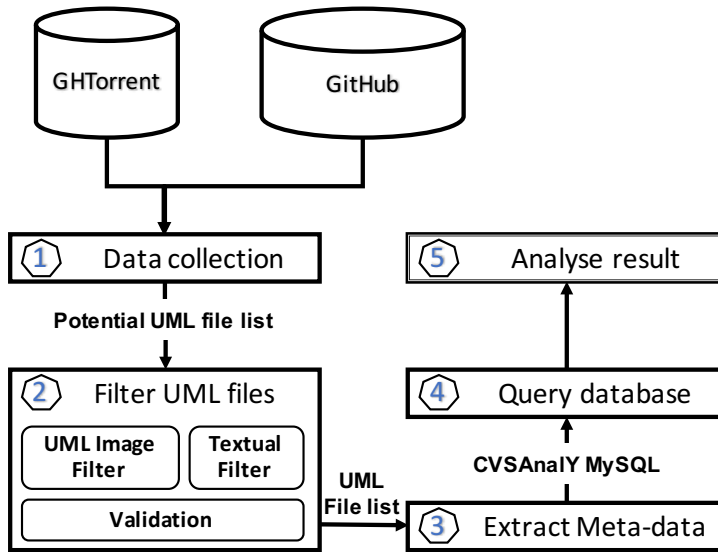 GHTorrent
GitHub
1 Data collection
Potential UML file list
2 Filter UML files
UML Image
Filter
Textual
Filter
Validation
UML
File list
3 Extract Meta-data
CVSAnalY MySQL
4 Query database
5 Analyse result